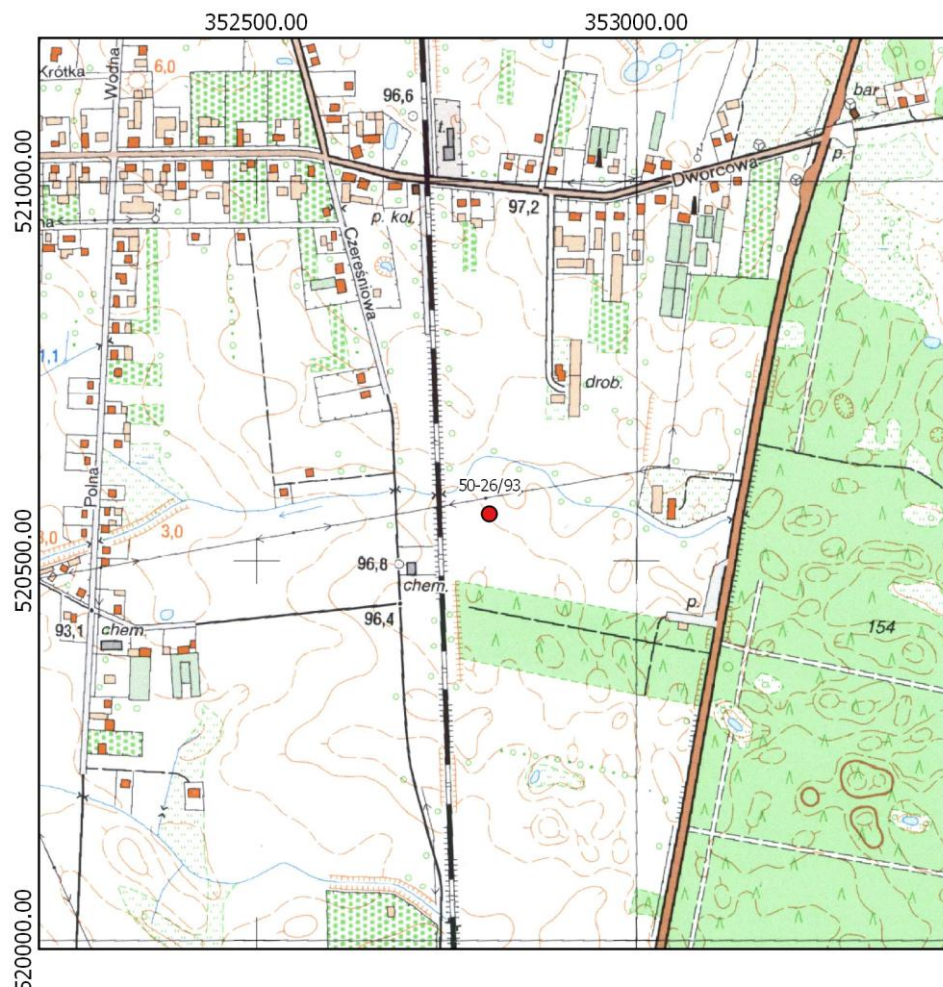 352500.00
353000.00
521000.00
520500.00
520000.00
Krótka
Wodna
6,0
96,6
t.
bar
p.
Dworcowa
97,2
p. kol.
na
Czereśniowa
1,1
drob.
Polna
50-26/93
3,0
3,0
96,8
chem.
96,4
93,1
chem.
p.
154